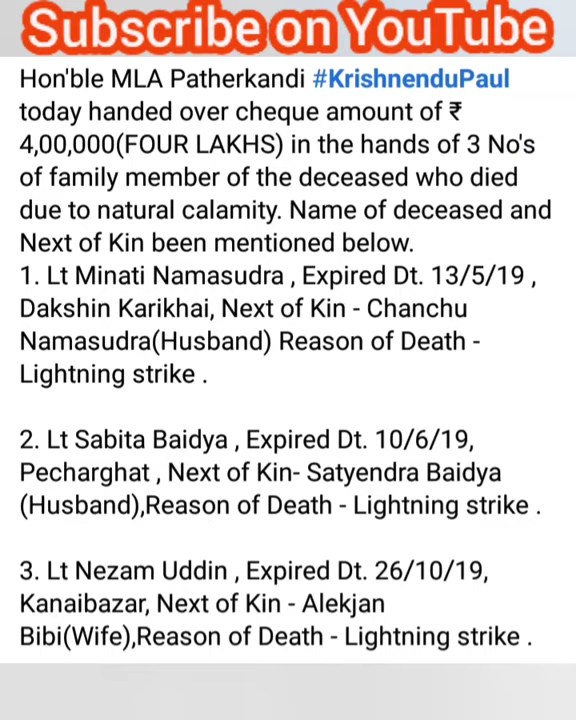 Subscribe on YouTube
Hon'ble MLA Patherkandi #KrishnenduPaul
today handed over cheque amount of ₹
4,00,000(FOUR LAKHS) in the hands of 3 No's
of family member of the deceased who died
due to natural calamity. Name of deceased and
Next of Kin been mentioned below.
1. Lt Minati Namasudra , Expired Dt. 13/5/19 ,
Dakshin Karikhai, Next of Kin - Chanchu
Namasudra(Husband) Reason of Death -
Lightning strike .
2. Lt Sabita Baidya , Expired Dt. 10/6/19,
Pecharghat , Next of Kin- Satyendra Baidya
(Husband),Reason of Death - Lightning strike .
3. Lt Nezam Uddin , Expired Dt. 26/10/19,
Kanaibazar, Next of Kin - Alekjan
Bibi(Wife),Reason of Death - Lightning strike .